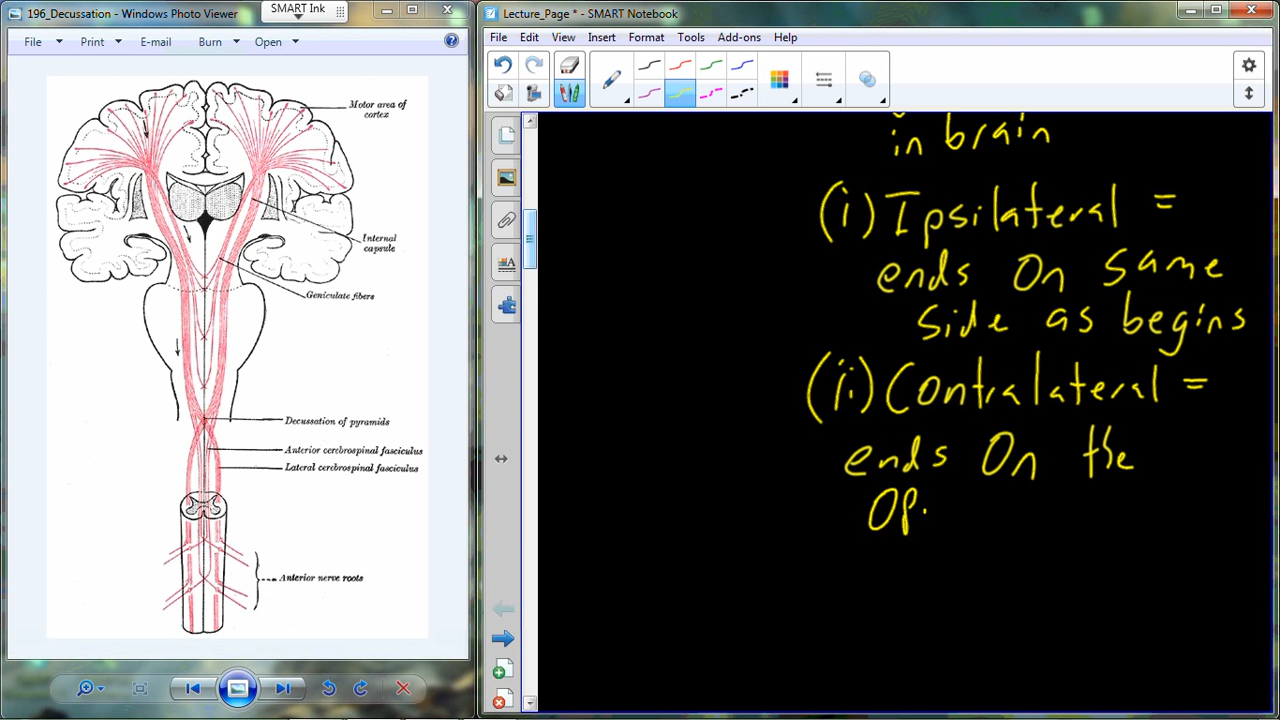 196_Decussation - Windows Photo Viewer
SMART Ink
File Print E-mail Burn Open
Motor area of
cortex
Internal
capsule
Geniculate fibers
Decussation of pyramids
Anterior cerebrospinal fasciculus
Lateral cerebrospinal fasciculus
Anterior nerve roots
Lecture_Page * - SMART Notebook
File Edit View Insert Format Tools Add-ons Help
in brain
(i) Ipsilateral =
ends on same
side as begins
(ii) Contralateral =
ends on the
op